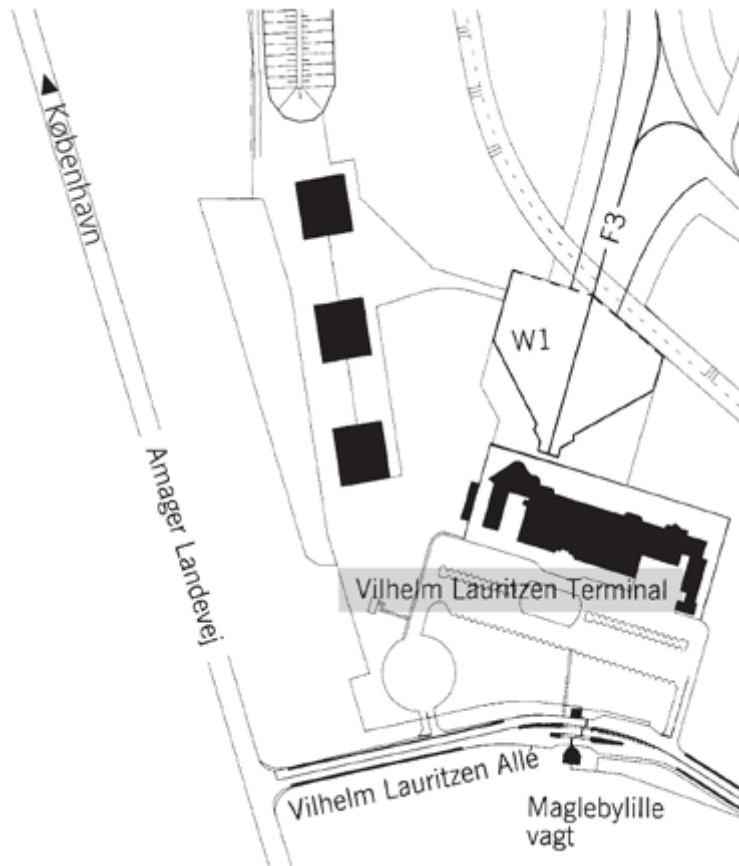 København
F3
W1
Amager Landevej
Vilhelm Lauritzen Terminal
Vilhelm Lauritzen Allé
Maglebylille
vagt